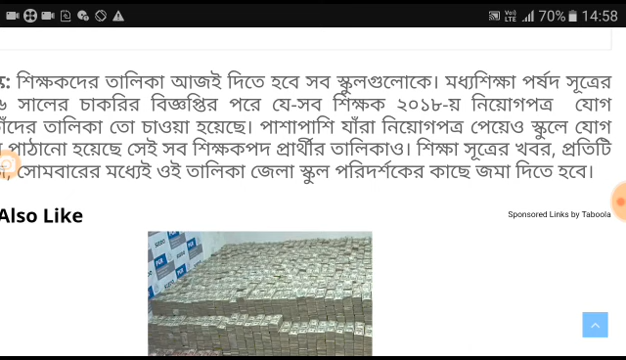 70% 14:58
শিক্ষকদের তালিকা আজই দিতে হবে সব স্কুলগুলোকে। মধ্যশিক্ষা পর্ষদ সূত্রের
সালের চাকরির বিজ্ঞপ্তির পরে যে-সব শিক্ষক ২০১৮-য় নিয়োগপত্র যোগ
তালিকা তো চাওয়া হয়েছে। পাশাপাশি যাঁরা নিয়োগপত্র পেয়েও স্কুলে যোগ
পাঠানো হয়েছে সেই সব শিক্ষকপদ প্রার্থীর তালিকাও। শিক্ষা সূত্রের খবর, প্রতিটি
সোমবারের মধ্যেই ওই তালিকা জেলা স্কুল পরিদর্শকের কাছে জমা দিতে হবে।
Also Like
Sponsored Links by Taboola